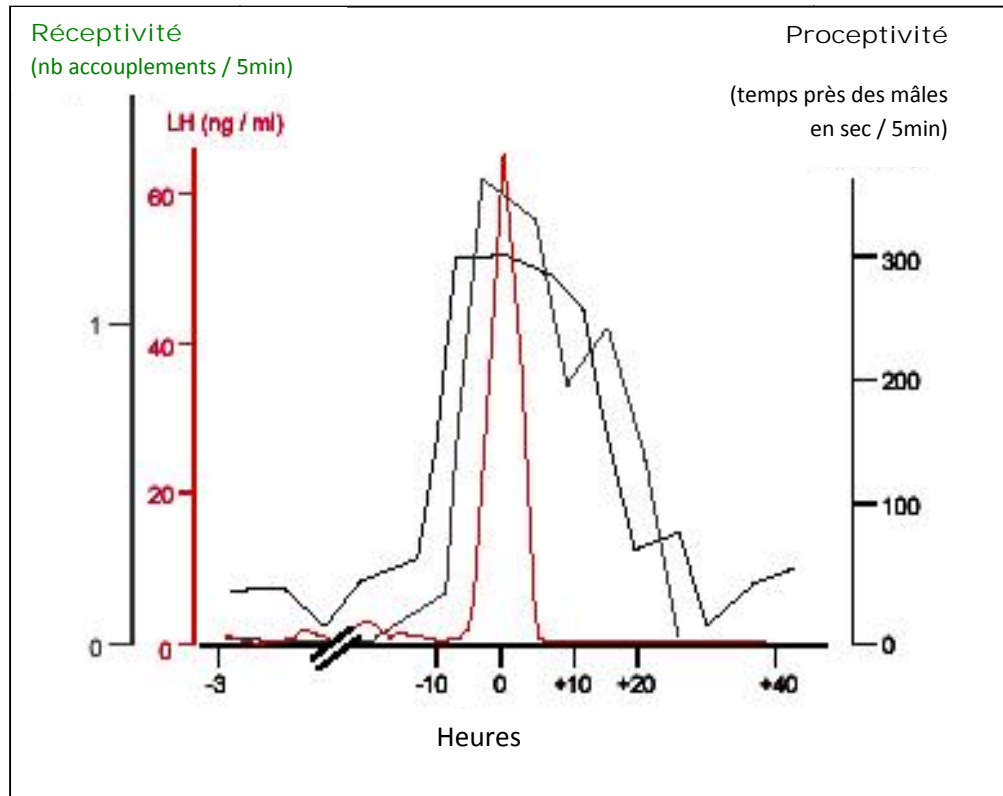 Réceptivité
(nb accouplements / 5min)
Proceptivité
(temps près des mâles
en sec / 5min)
LH (ng / ml)
60
40
20
0
1
0
300
200
100
0
-3
-10
0
+10
+20
+40
Heures